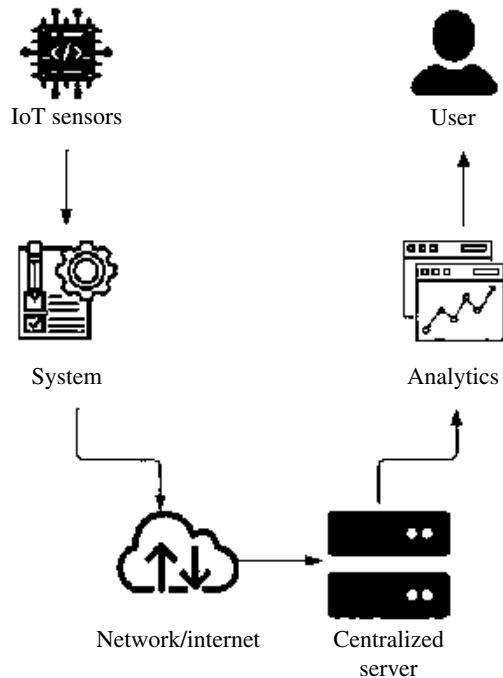 IoT sensors
User
System
Analytics
Network/internet
Centralized
server